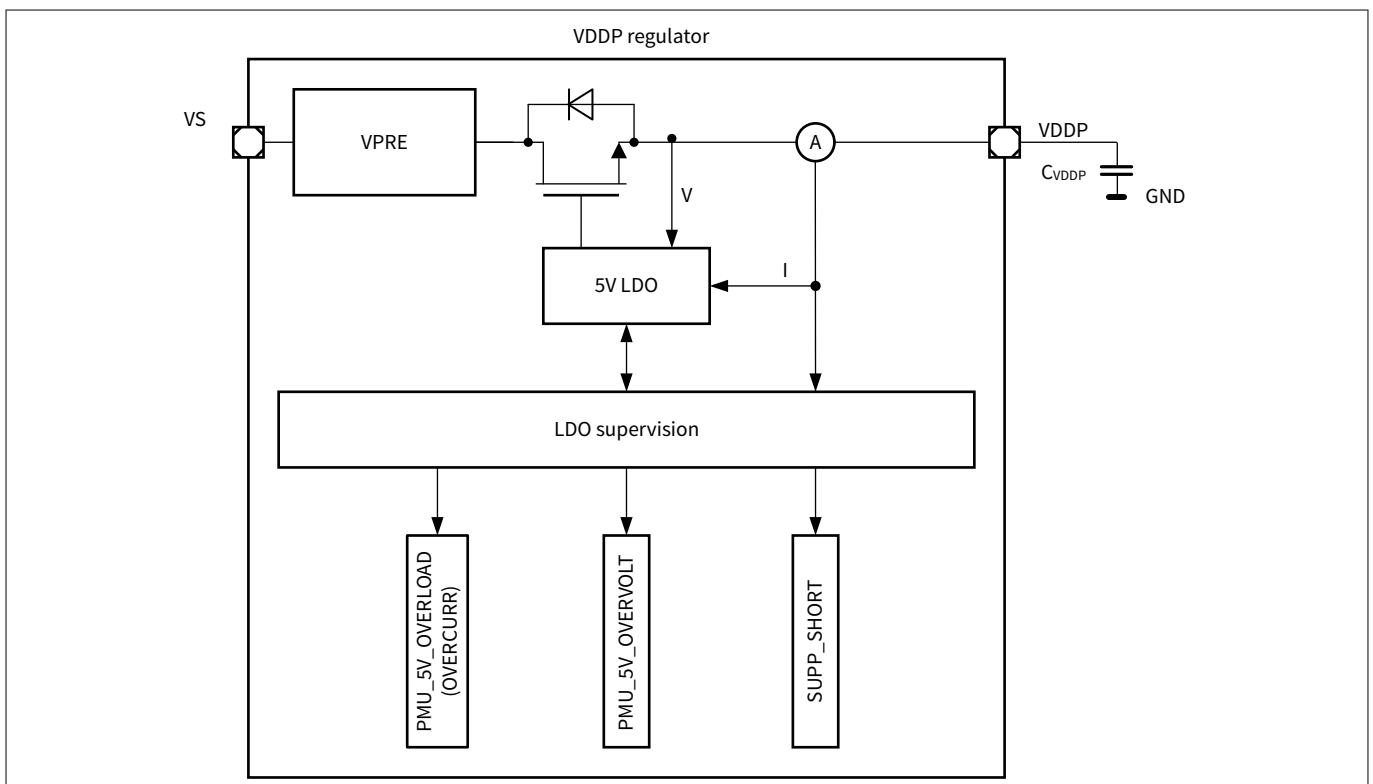 VDDP regulator
VS
VPRE
A
VDDP
CVDDP
GND
V
5V LDO
I
LDO supervision
PMU_5V_OVERLOAD
(OVERCURR)
PMU_5V_OVERVOLT
SUPP_SHORT